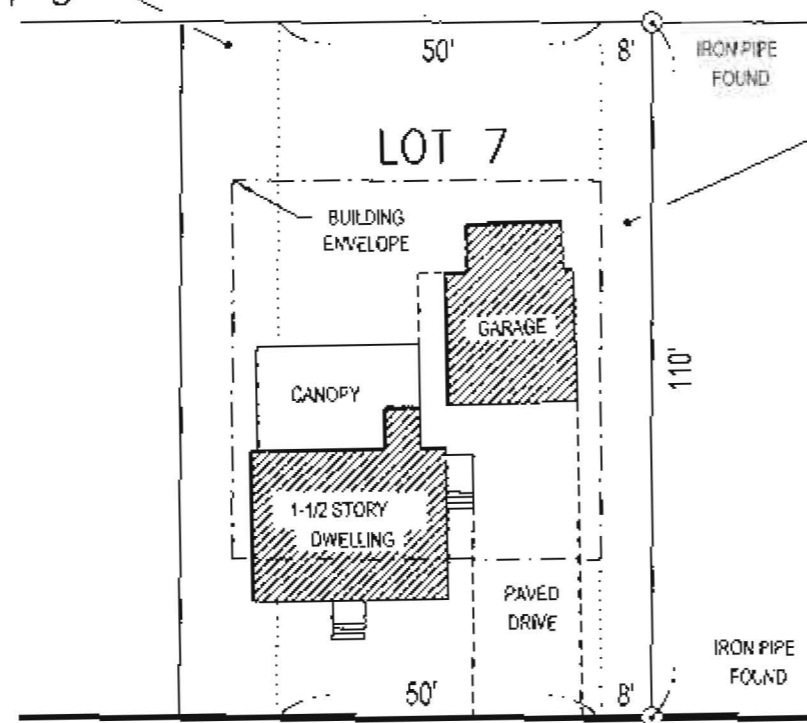 50'
8'
IRON PIPE
FOUND
LOT 7
BUILDING
ENVELOPE
GARAGE
110'
CANOPY
1-1/2 STORY
DWELLING
PAVED
DRIVE
IRON PIPE
FOUND
50'
8'